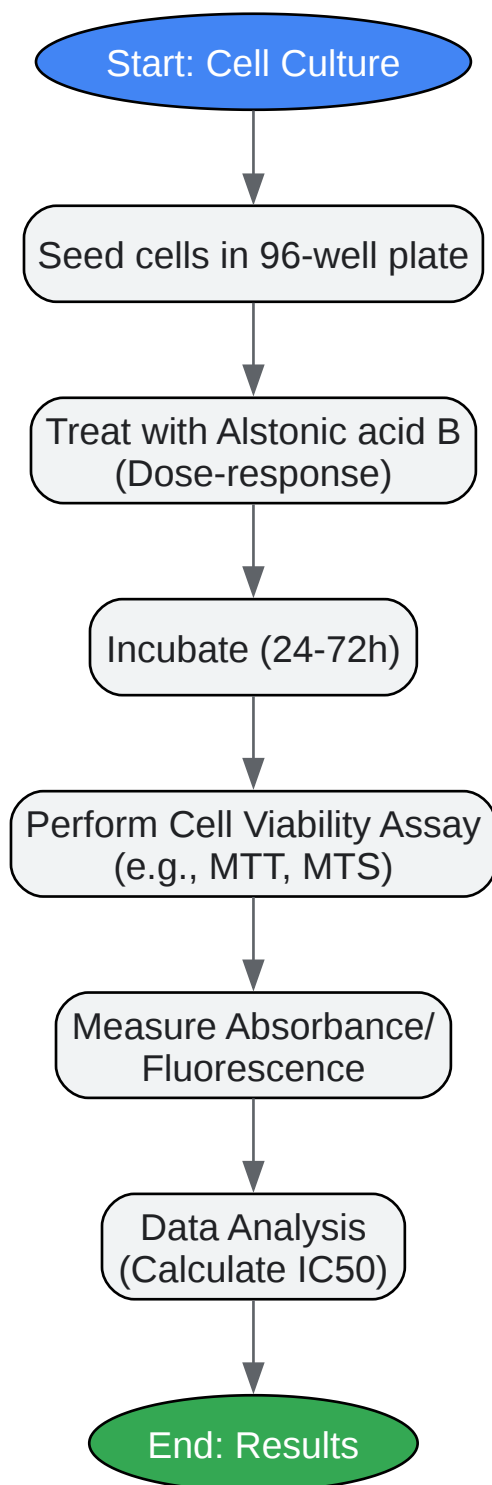 Start: Cell Culture
Seed cells in 96-well plate
Treat with Alstonic acid B
(Dose-response)
Incubate (24-72h)
Perform Cell Viability Assay
(e.g., MTT, MTS)
Measure Absorbance/
Fluorescence
Data Analysis
(Calculate IC50)
End: Results